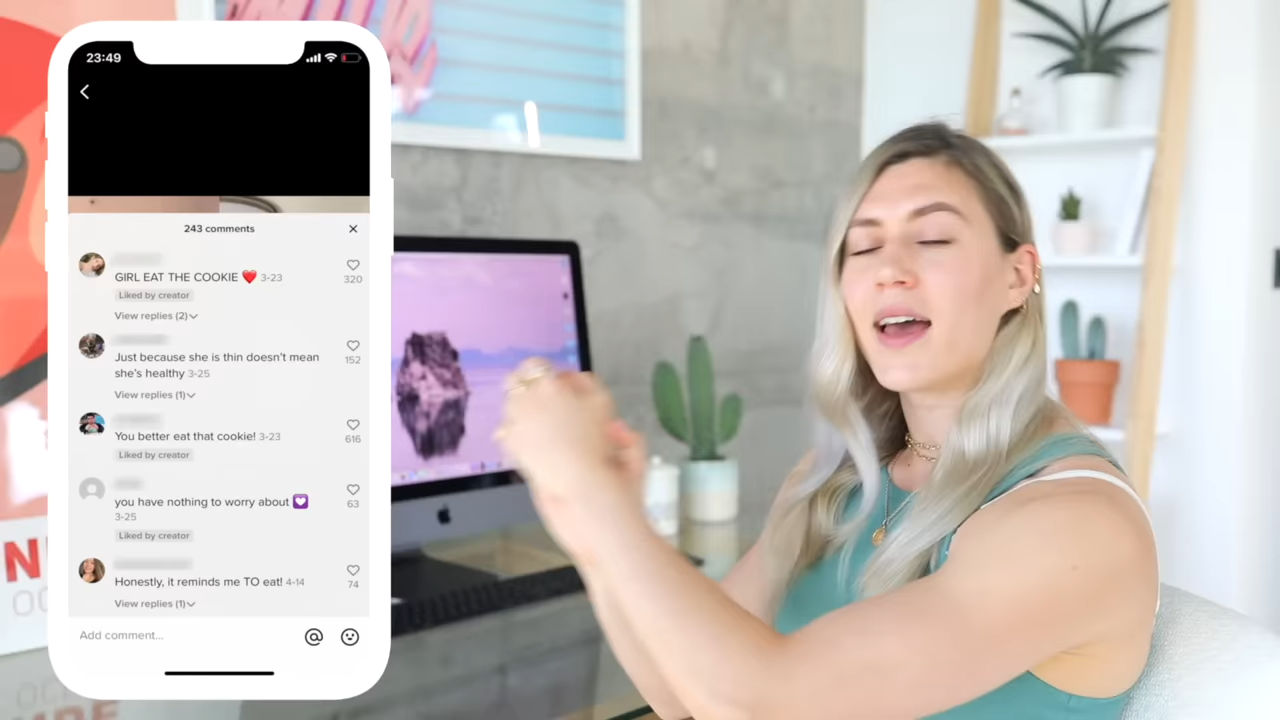 23:49
243 comments
GIRL EAT THE COOKIE ❤️ 3-23
320
Liked by creator
View replies (2)
Just because she is thin doesn't mean
she's healthy 3-25
152
View replies (1)
You better eat that cookie! 3-23
616
Liked by creator
you have nothing to worry about 💟
3-25
63
Liked by creator
Honestly, it reminds me TO eat! 4-14
74
View replies (1)
Add comment...